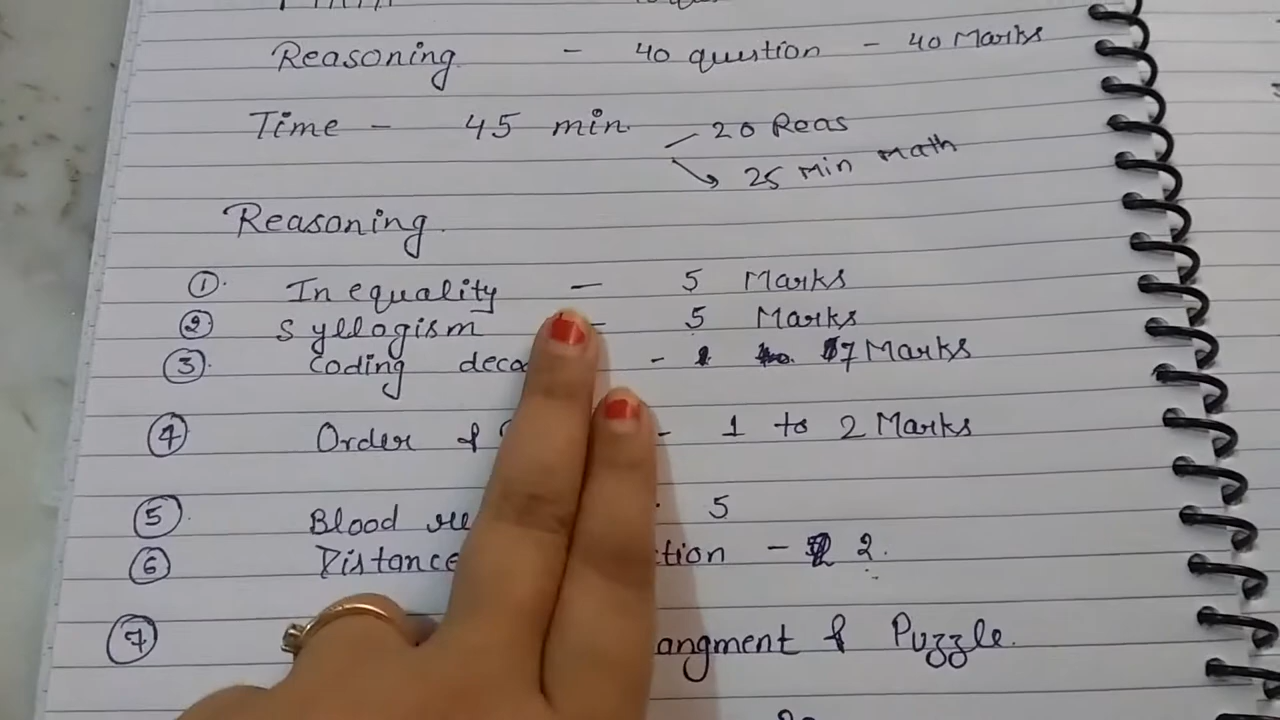 Reasoning - 40 question - 40 Marks
Time - 45 min 20 Reas
25 Min math
Reasoning
① Inequality - 5 Marks
② Syllogism - 5 Marks
③ Coding - 7 Marks
④ Order & - 1 to 2 Marks
⑤ Blood 5
⑥ Distance - 2.
⑦ & Puzzle.